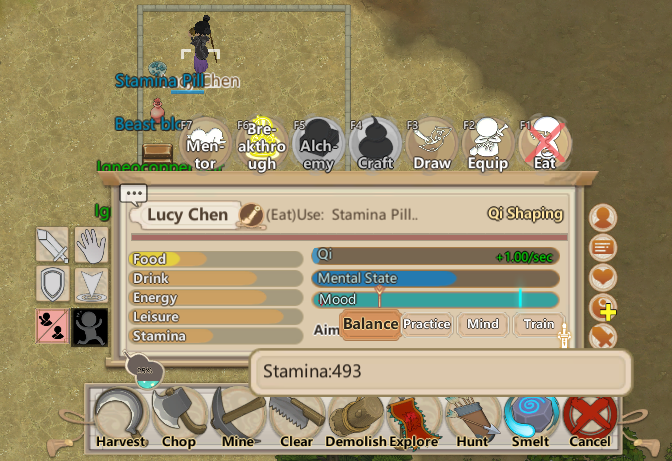 Chen
Stamina Pill
Beast blo
F7 Men-tor
F6 Bre-akthrough
F5 Alch-emy
F4 Craft
F3 Draw
F2 Equip
F1 Eat
Igneocopper
Ig
Lucy Chen
(Eat)Use: Stamina Pill..
Qi Shaping
Food
Drink
Energy
Leisure
Stamina
Qi
+1.00/sec
Mental State
Mood
Aim
Balance
Practice
Mind
Train
Stamina:493
Harvest
Chop
Mine
Clear
Demolish
Explore
Hunt
Smelt
Cancel